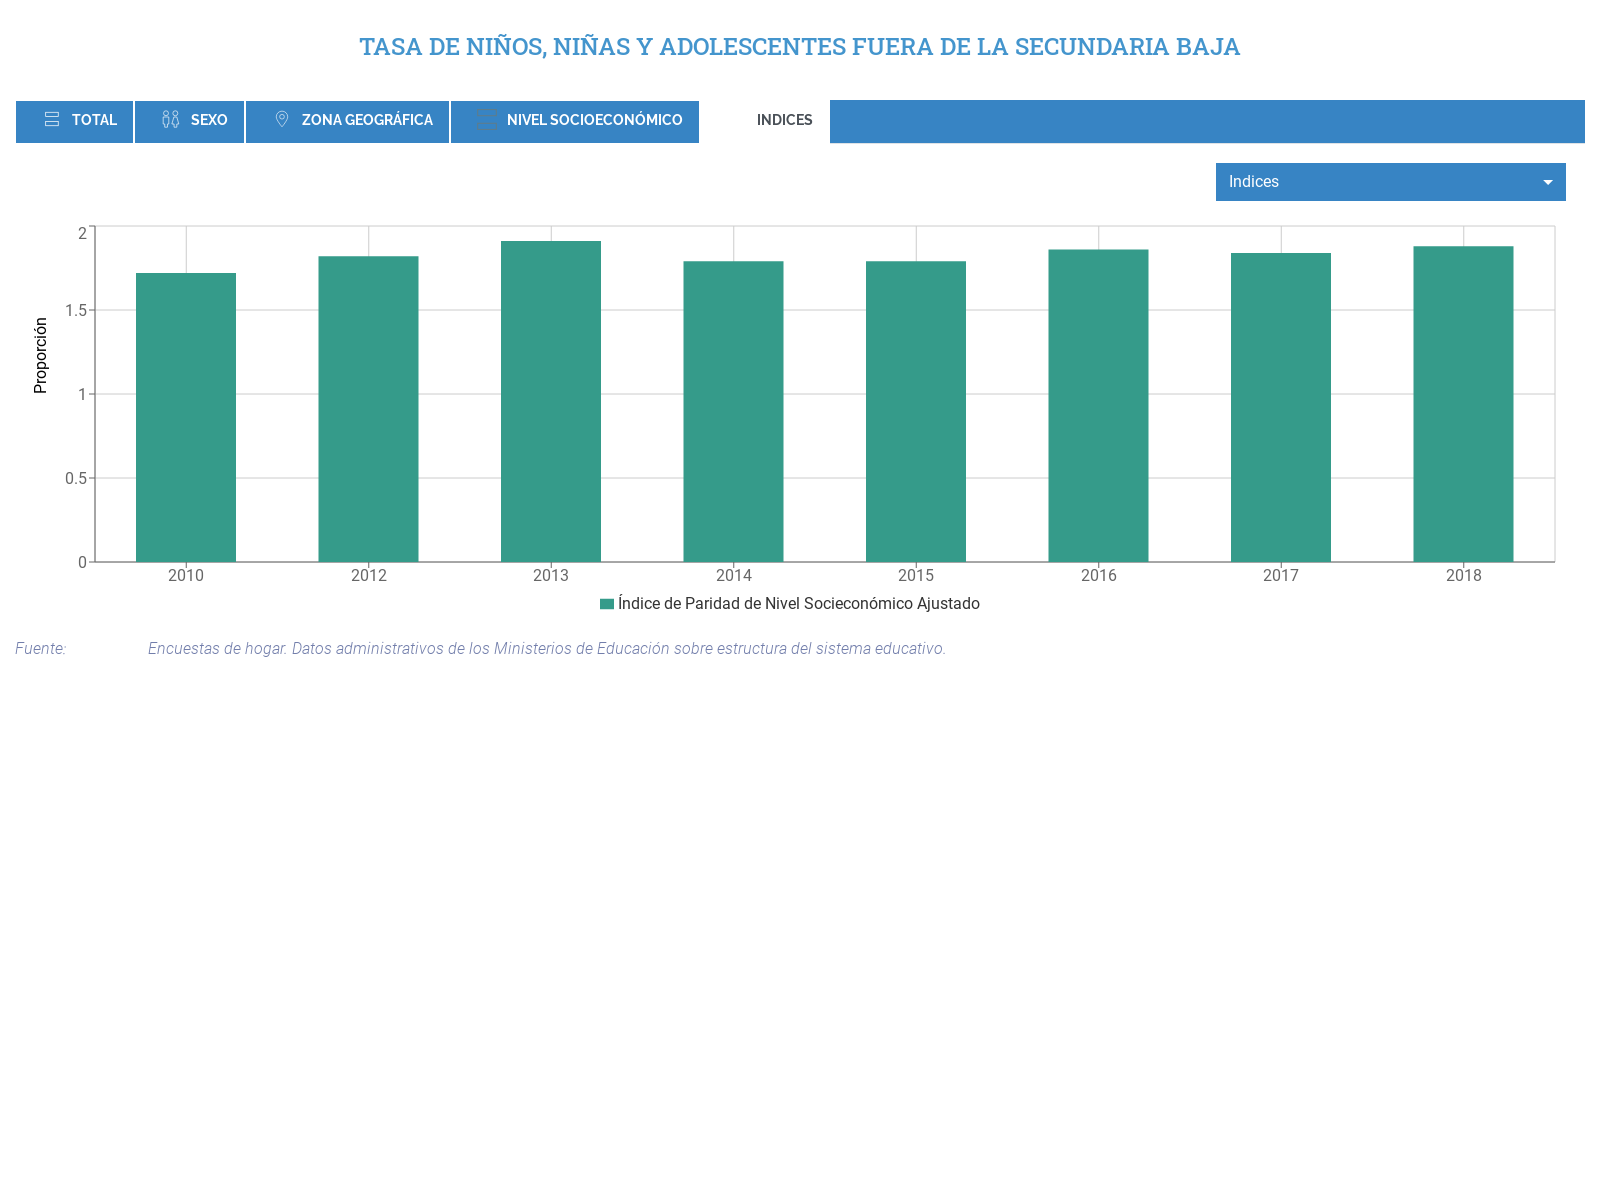 TASA DE NIÑOS, NIÑAS Y ADOLESCENTES FUERA DE LA SECUNDARIA BAJA
TOTAL SEXO ZONA GEOGRÁFICA NIVEL SOCIOECONÓMICO INDICES
Indices
2
1.5
1
0.5
0
Proporción
2010 2012 2013 2014 2015 2016 2017 2018
Índice de Paridad de Nivel Socieconómico Ajustado
Fuente: Encuestas de hogar. Datos administrativos de los Ministerios de Educación sobre estructura del sistema educativo.